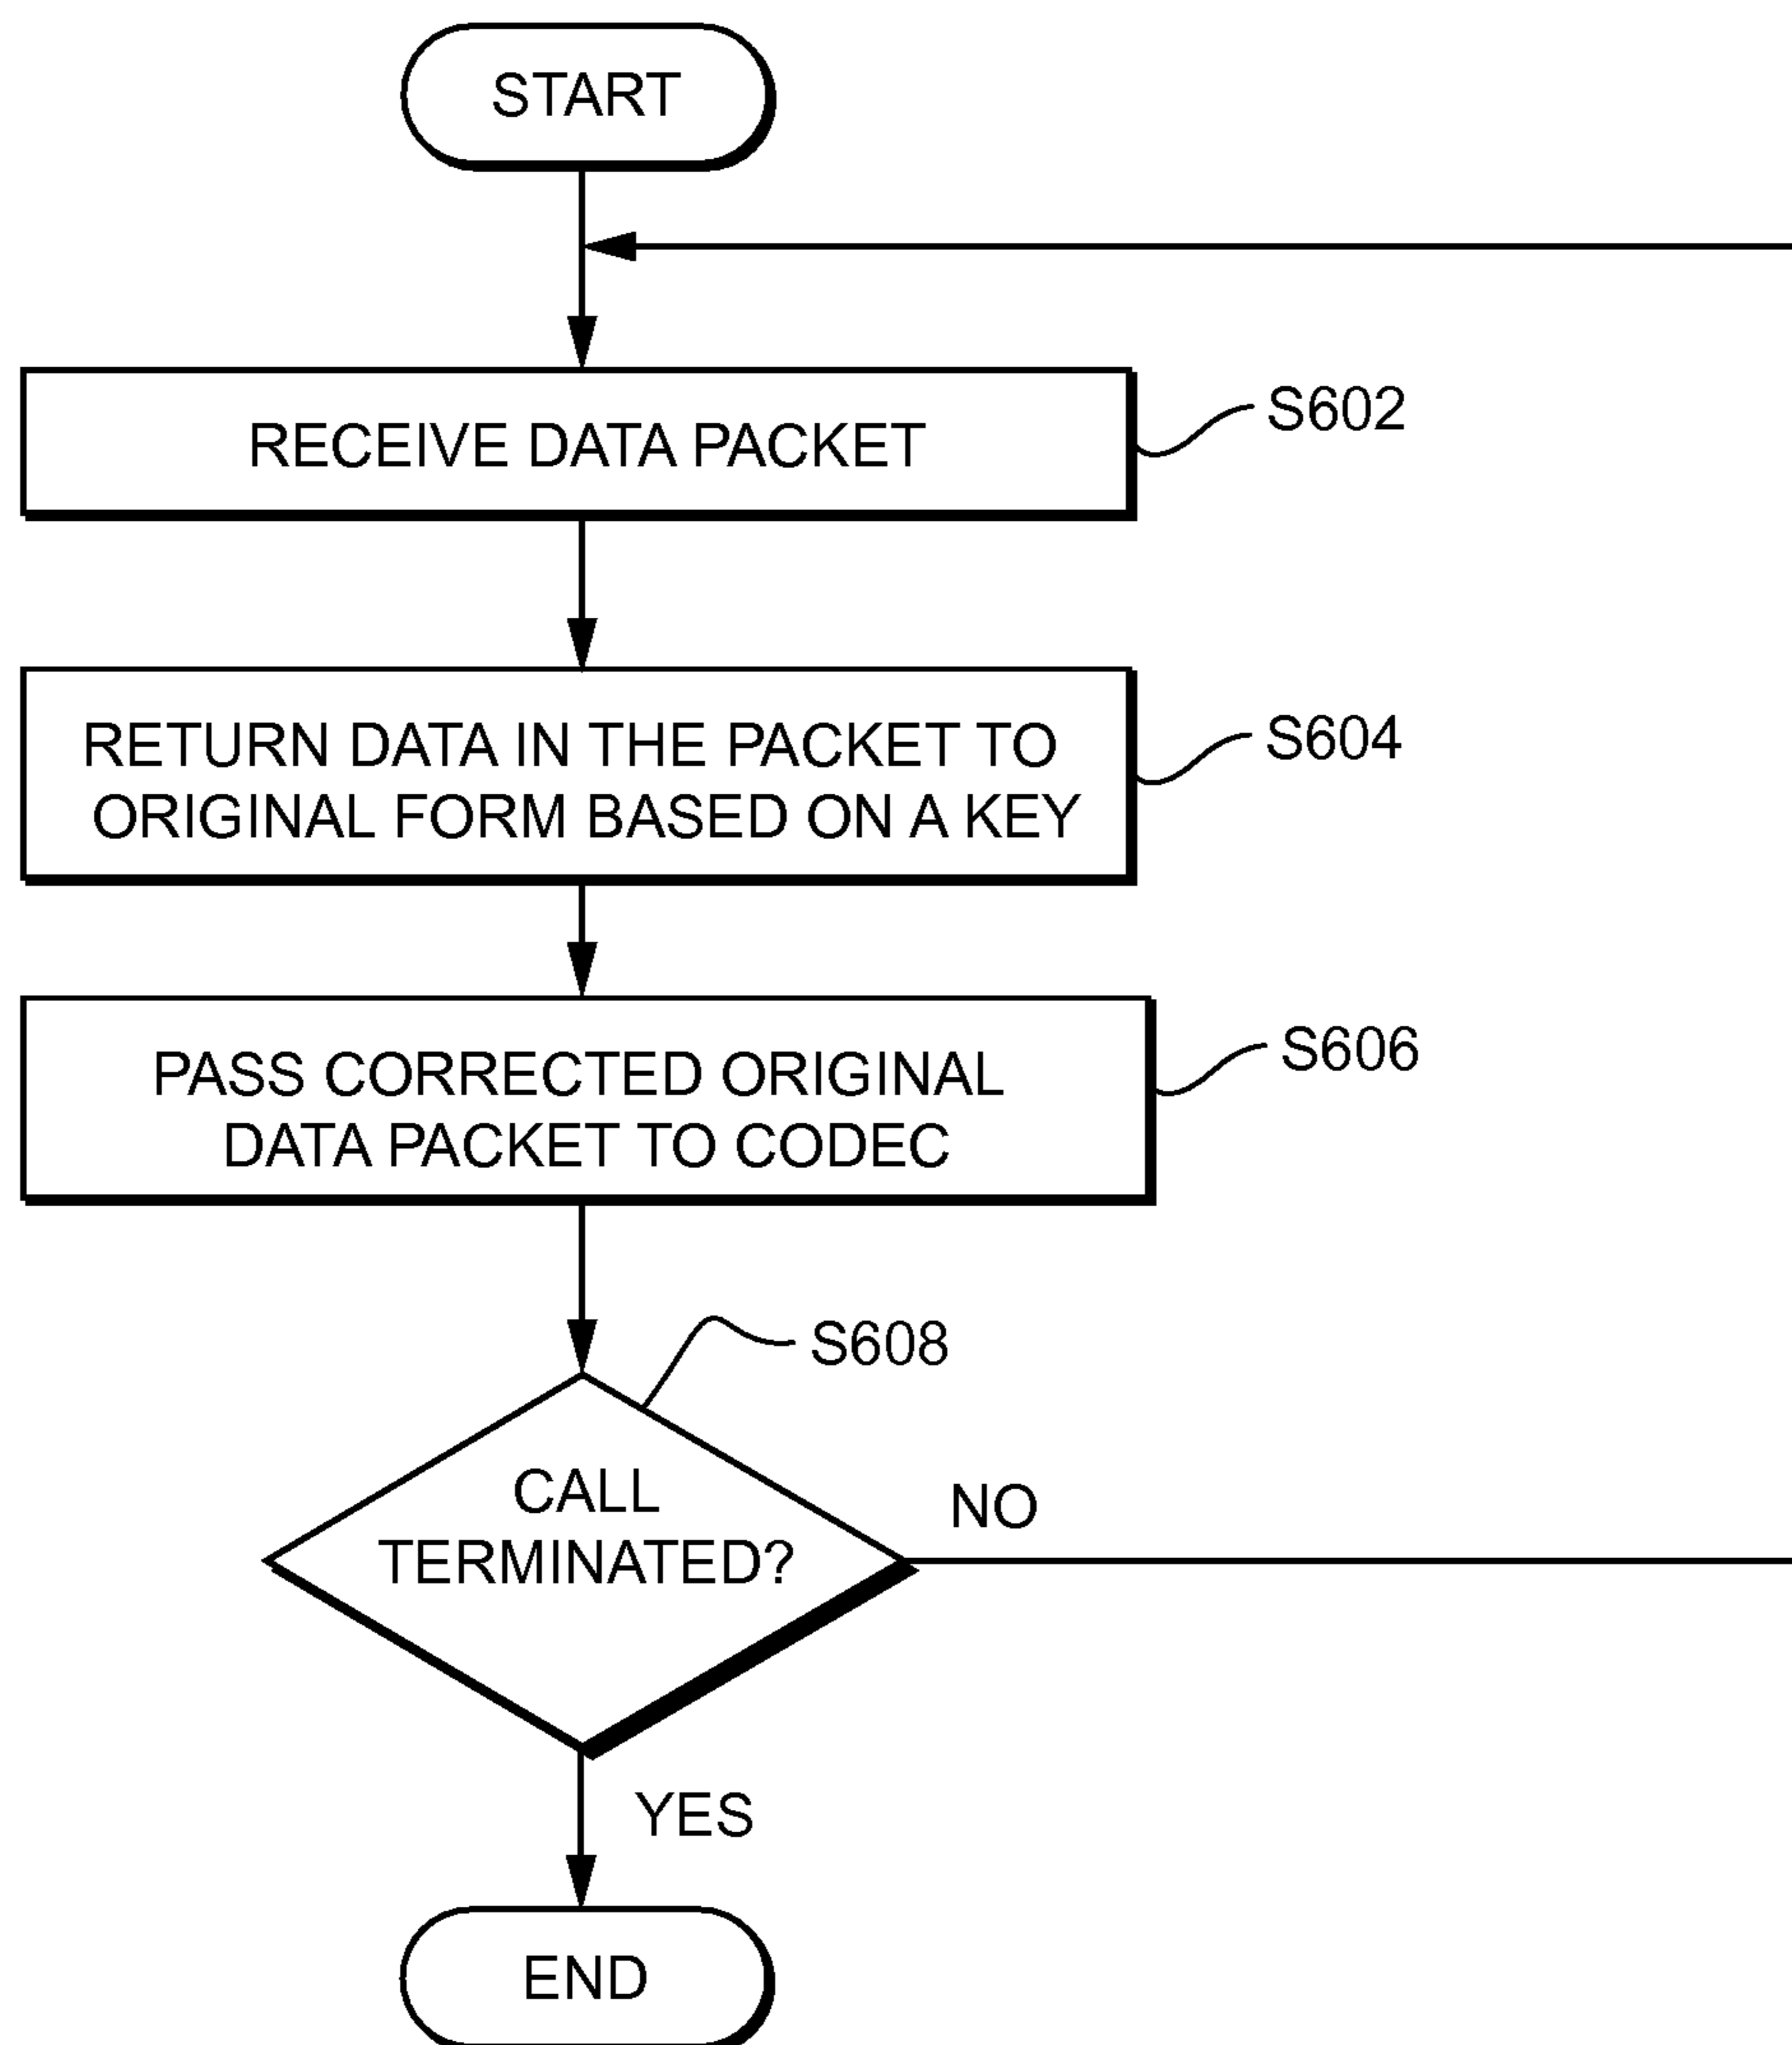 START
RECEIVE DATA PACKET
S602
RETURN DATA IN THE PACKET TO
ORIGINAL FORM BASED ON A KEY
S604
PASS CORRECTED ORIGINAL
DATA PACKET TO CODEC
S606
S608
CALL
TERMINATED?
NO
YES
END